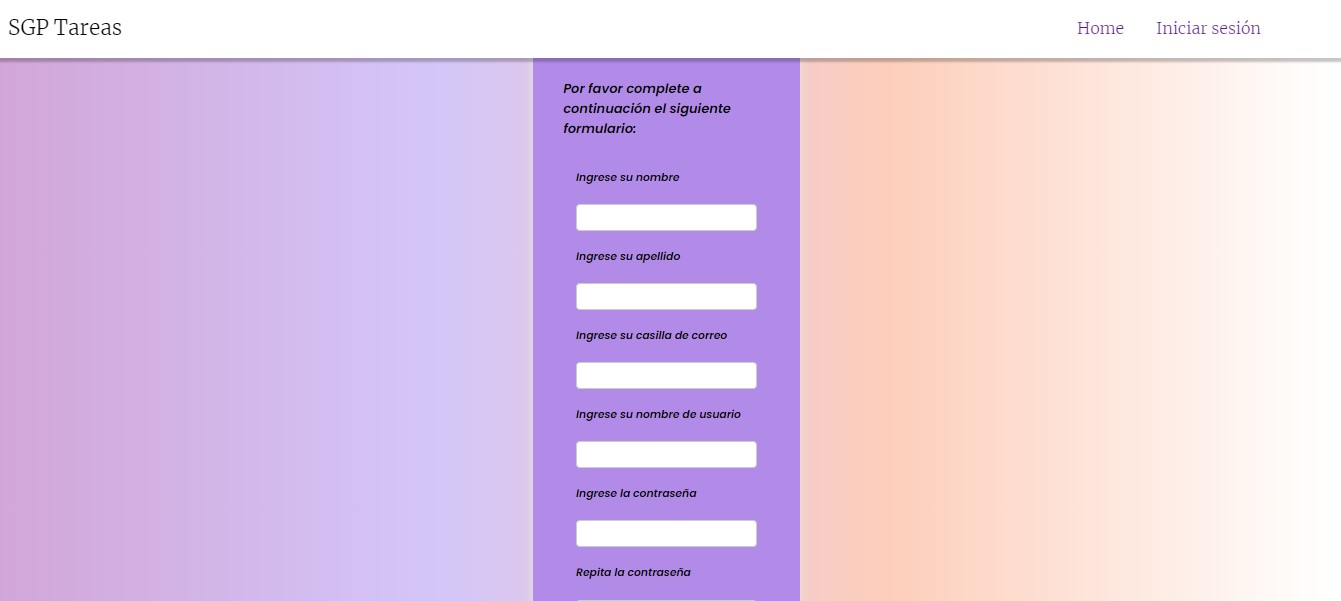 SGP Tareas
Home
Iniciar sesión
Por favor complete a
continuación el siguiente
formulario:
Ingrese su nombre
Ingrese su apellido
Ingrese su casilla de correo
Ingrese su nombre de usuario
Ingrese la contraseña
Repita la contraseña